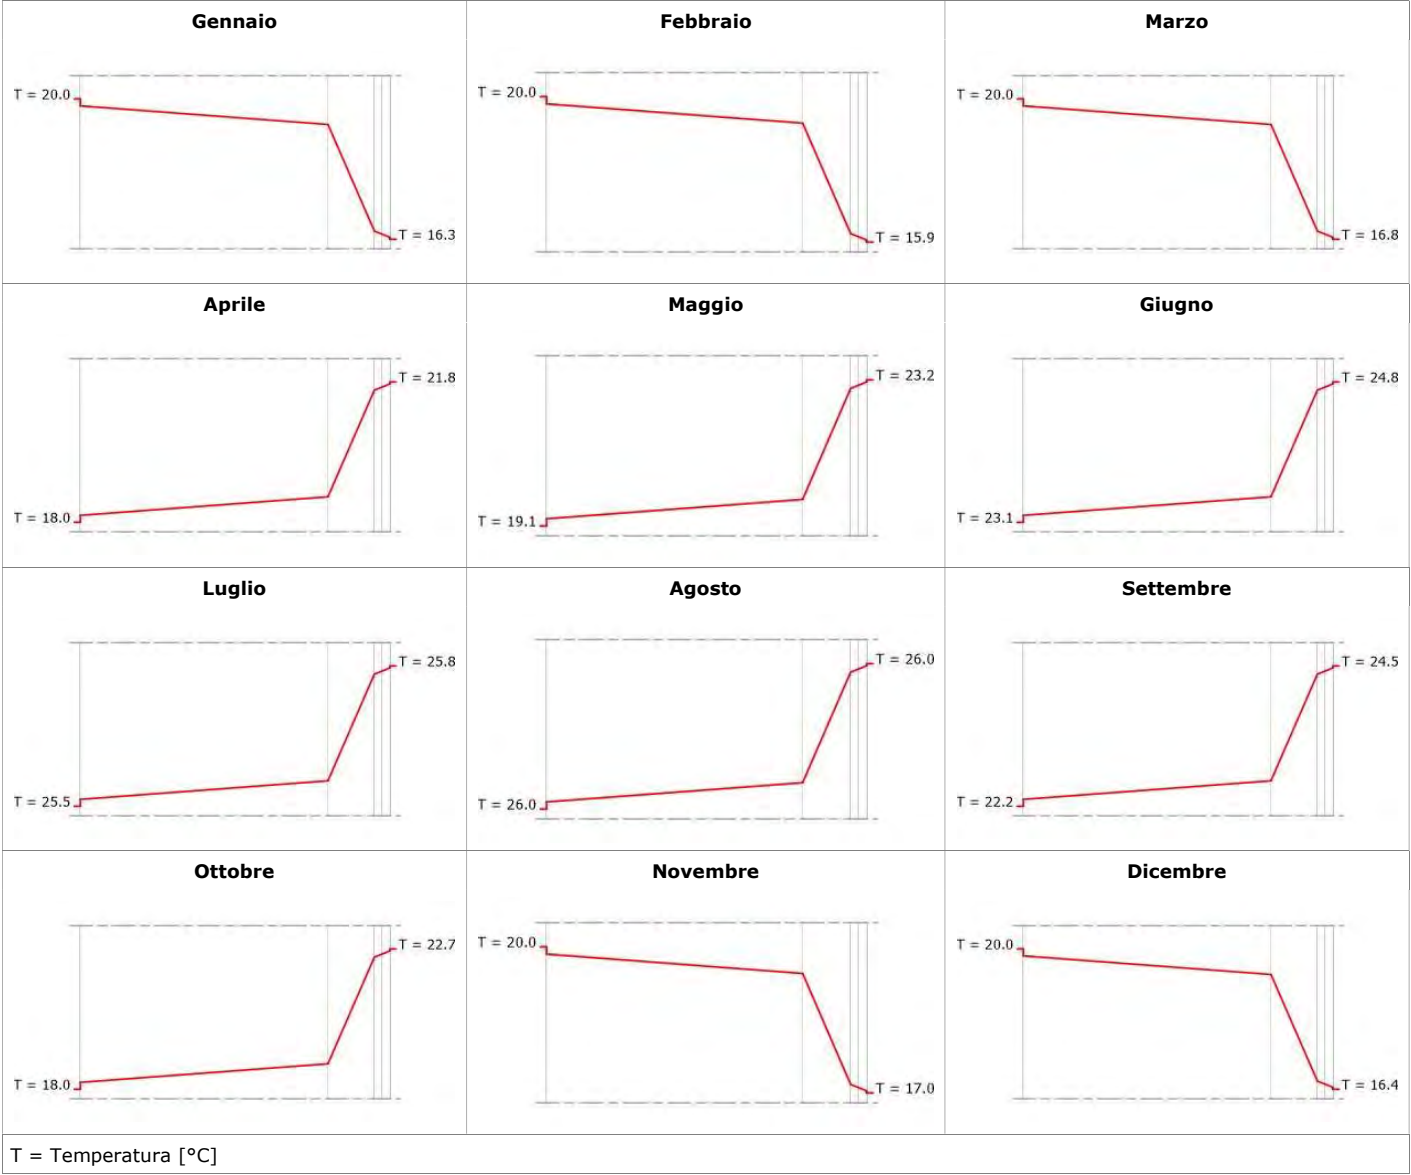 Gennaio
Febbraio
Marzo
T = 20.0
T = 16.3
T = 20.0
T = 15.9
T = 20.0
T = 16.8
Aprile
Maggio
Giugno
T = 21.8
T = 18.0
T = 23.2
T = 19.1
T = 24.8
T = 23.1
Luglio
Agosto
Settembre
T = 25.8
T = 25.5
T = 26.0
T = 26.0
T = 24.5
T = 22.2
Ottobre
Novembre
Dicembre
T = 22.7
T = 18.0
T = 20.0
T = 17.0
T = 20.0
T = 16.4
T = Temperatura [°C]